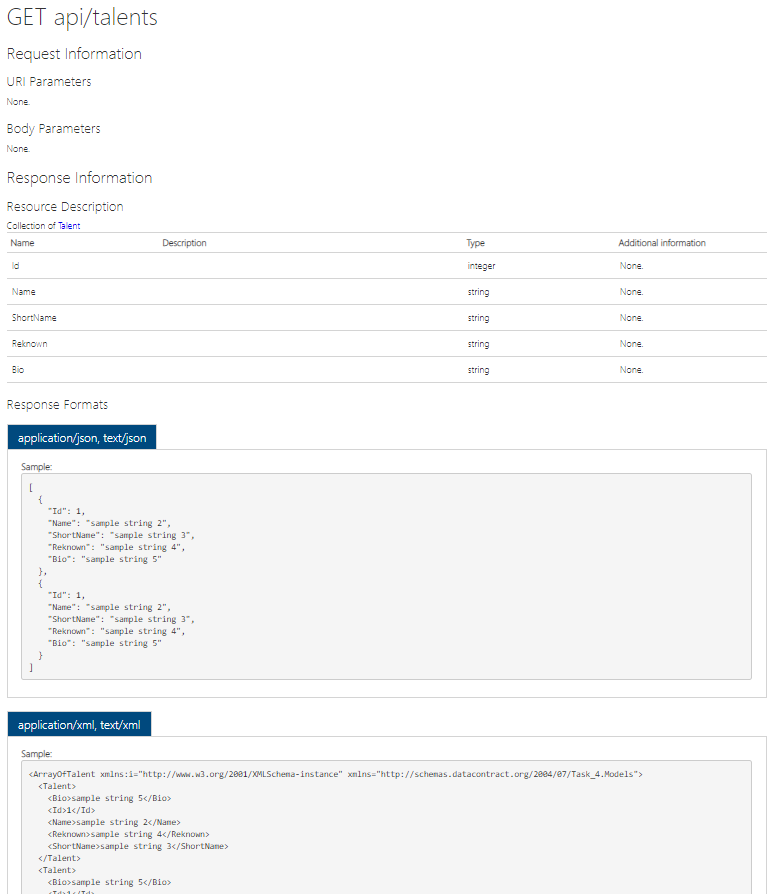 GET api/talents
Request Information
URI Parameters
None.
Body Parameters
None.
Response Information
Resource Description
Collection of Talent
Name Description Type Additional information
Id integer None.
Name string None.
ShortName string None.
Reknown string None.
Bio string None.
Response Formats
application/json, text/json
Sample:
[
  {
    "Id": 1,
    "Name": "sample string 2",
    "ShortName": "sample string 3",
    "Reknown": "sample string 4",
    "Bio": "sample string 5"
  },
  {
    "Id": 1,
    "Name": "sample string 2",
    "ShortName": "sample string 3",
    "Reknown": "sample string 4",
    "Bio": "sample string 5"
  }
]
application/xml, text/xml
Sample:
<ArrayOfTalent xmlns:i="http://www.w3.org/2001/XMLSchema-instance" xmlns="http://schemas.datacontract.org/2004/07/Task_4.Models">
  <Talent>
    <Bio>sample string 5</Bio>
    <Id>1</Id>
    <Name>sample string 2</Name>
    <Reknown>sample string 4</Reknown>
    <ShortName>sample string 3</ShortName>
  </Talent>
  <Talent>
    <Bio>sample string 5</Bio>
    <Id>1</Id>